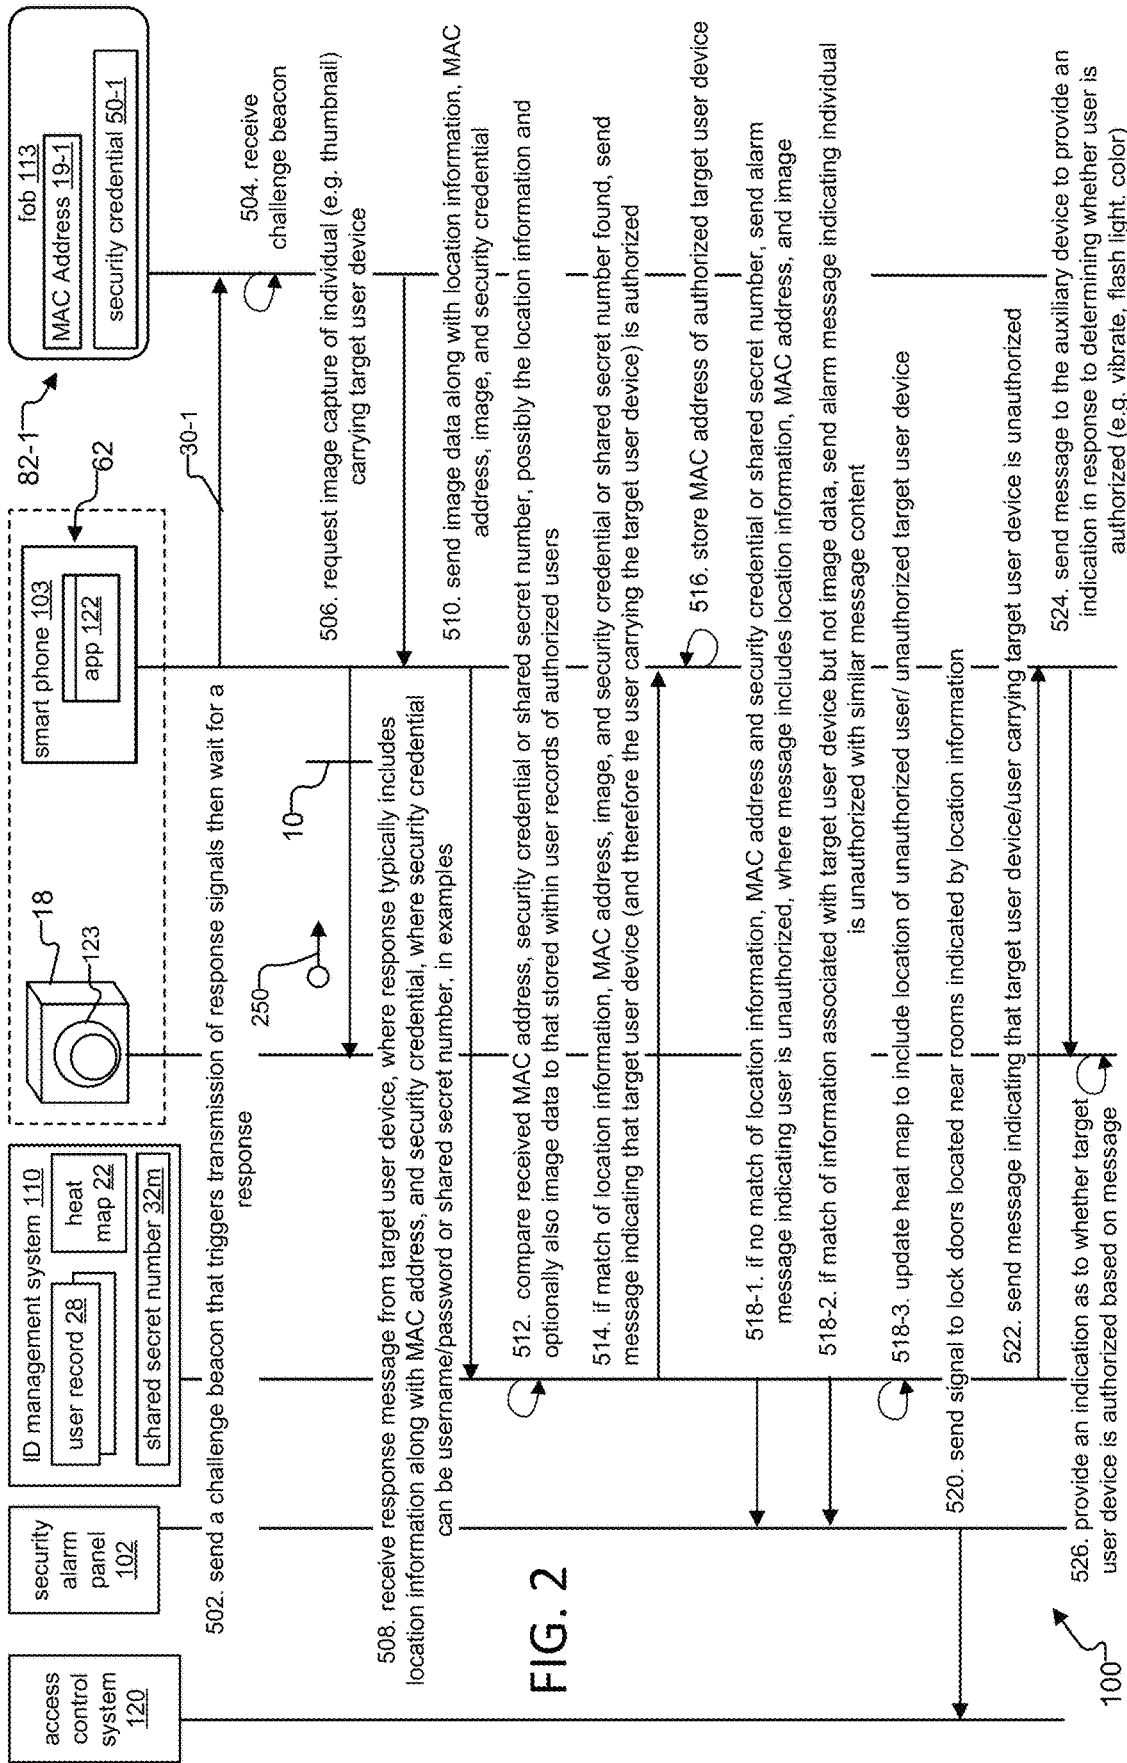 access
control
system
120
security
alarm
panel
102
ID management system 110
user record 28
heat
map 22
shared secret number 32m
18
123
smart phone 103
app 122
62
82-1
fob 113
MAC Address 19-1
security credential 50-1
502. send a challenge beacon that triggers transmission of response signals then wait for a
response
30-1
504. receive
challenge beacon
250
10
506. request image capture of individual (e.g. thumbnail)
carrying target user device
508. receive response message from target user device, where response typically includes
location information along with MAC address, and security credential, where security credential
can be username/password or shared secret number, in examples
510. send image data along with location information, MAC
address, image, and security credential
512. compare received MAC address, security credential or shared secret number, possibly the location information and
optionally also image data to that stored within user records of authorized users
514. if match of location information, MAC address, image, and security credential or shared secret number found, send
message indicating that target user device (and therefore the user carrying the target user device) is authorized
516. store MAC address of authorized target user device
518-1. if no match of location information, MAC address and security credential or shared secret number, send alarm
message indicating user is unauthorized, where message includes location information, MAC address, and image
518-2. if match of information associated with target user device but not image data, send alarm message indicating individual
is unauthorized with similar message content
518-3. update heat map to include location of unauthorized user/ unauthorized target user device
520. send signal to lock doors located near rooms indicated by location information
522. send message indicating that target user device/user carrying target user device is unauthorized
524. send message to the auxiliary device to provide an
indication in response to determining whether user is
authorized (e.g. vibrate, flash light. color)
526. provide an indication as to whether target
user device is authorized based on message
100
FIG. 2